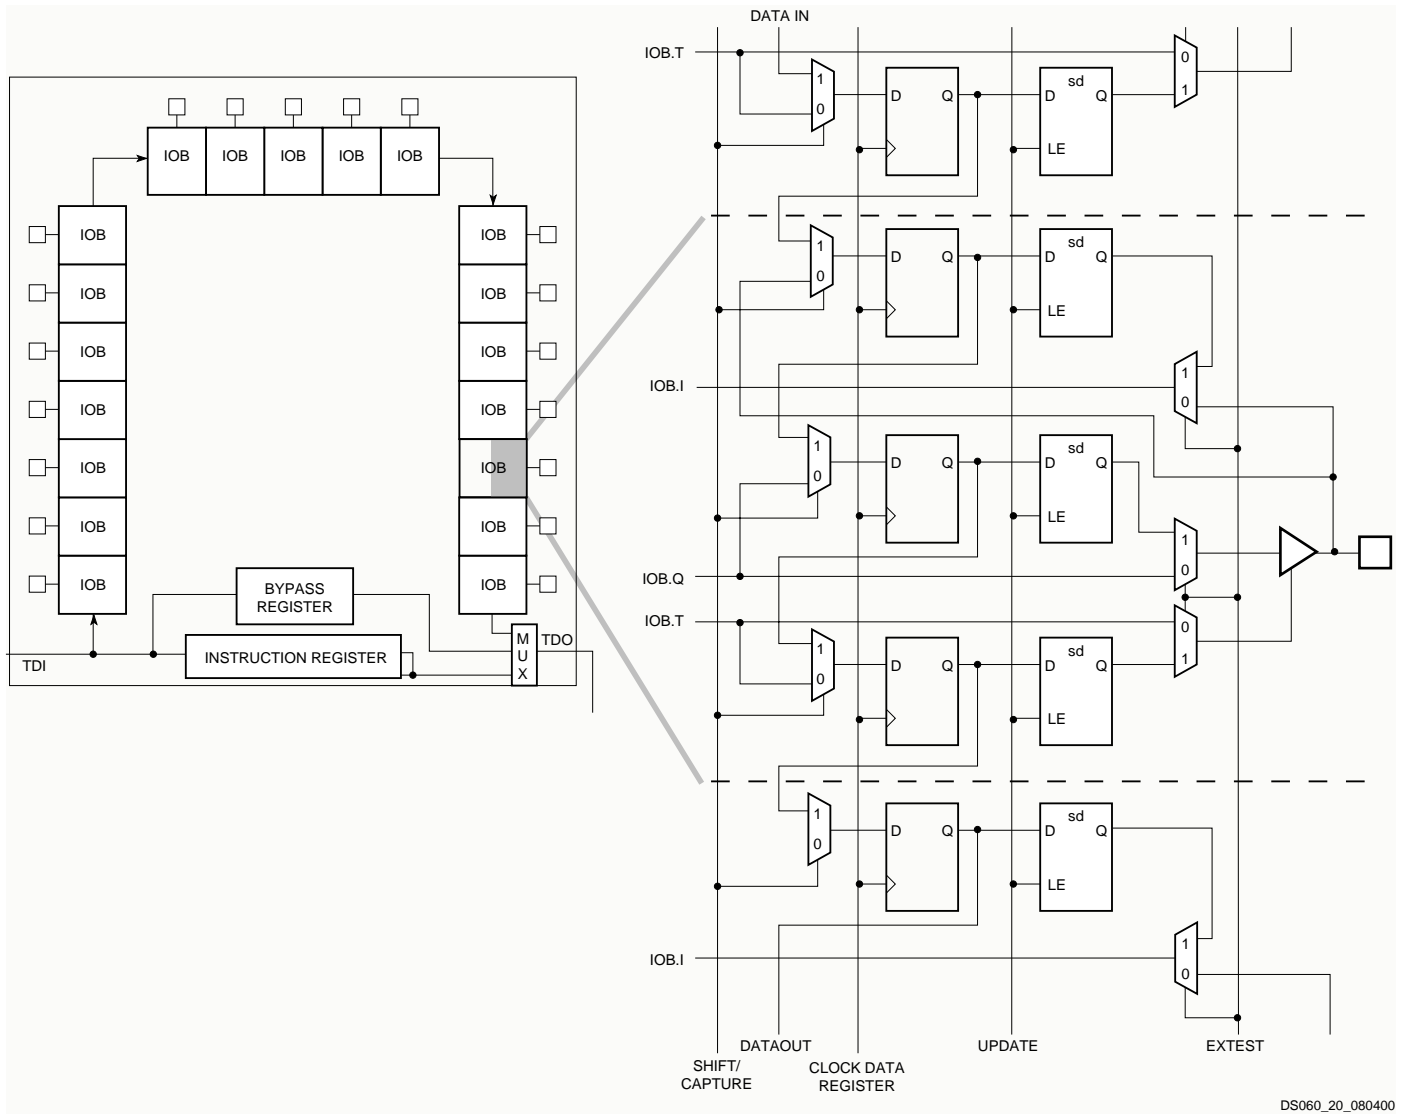 DATA IN
IOB.T
1
0
D Q
sd
D Q
LE
0
1
IOB IOB IOB IOB IOB
IOB
IOB
IOB
IOB
IOB
IOB
IOB
IOB
IOB
IOB
IOB
IOB
IOB
IOB
BYPASS
REGISTER
INSTRUCTION REGISTER
TDI
M
U
X
TDO
1
0
D Q
sd
D Q
LE
IOB.I
1
0
1
0
D Q
sd
D Q
LE
IOB.Q
1
0
IOB.T
0
1
1
0
D Q
sd
D Q
LE
1
0
D Q
sd
D Q
LE
IOB.I
1
0
DATAOUT
UPDATE
EXTEST
SHIFT/
CAPTURE
CLOCK DATA
REGISTER
DS060_20_080400